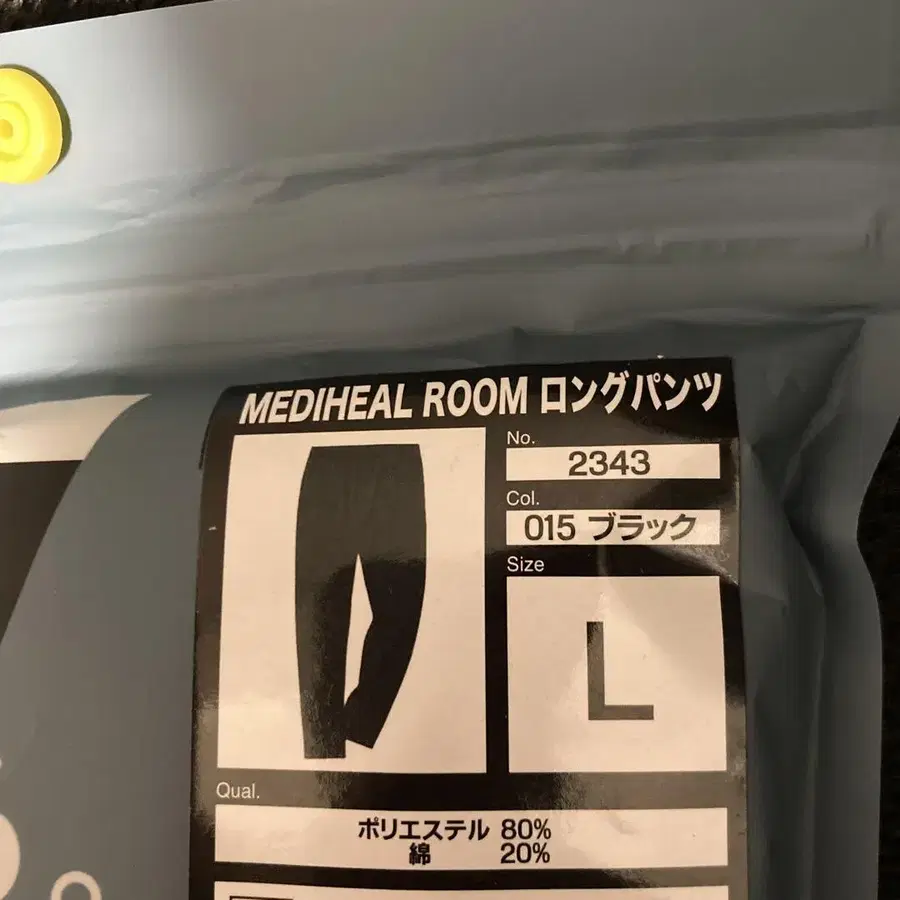 MEDIHEAL ROOM ロングパンツ
No.
2343
Col.
015 ブラック
Size
L
Qual.
ポリエステル 80%
綿 20%